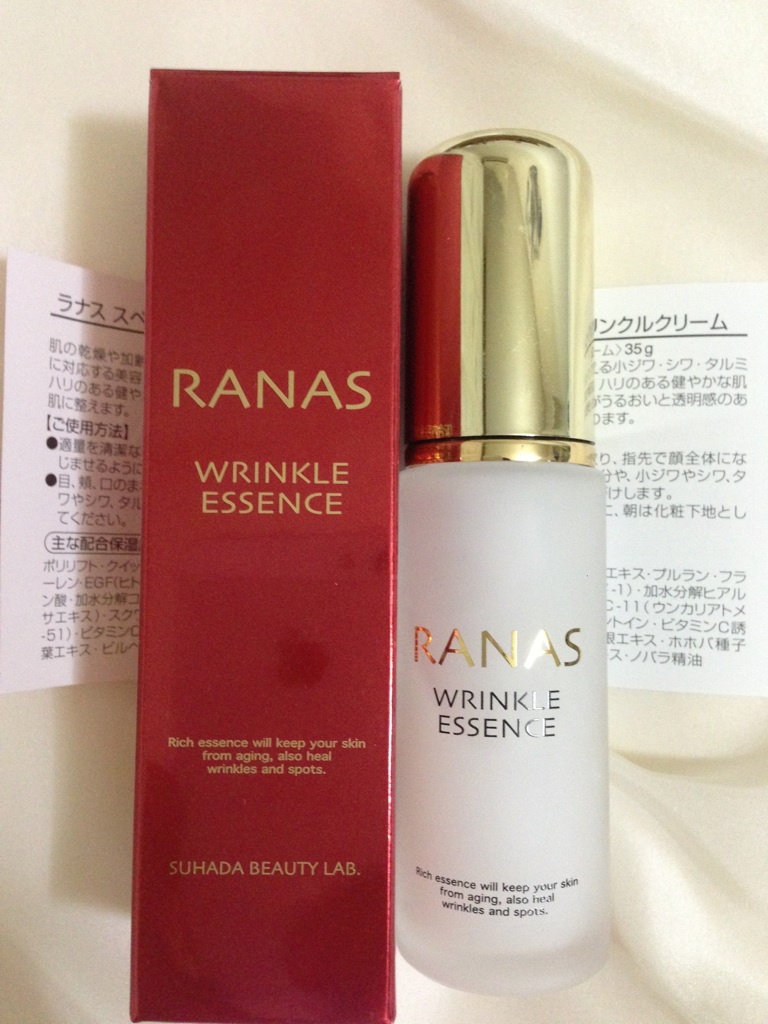 RANAS
WRINKLE
ESSENCE
Rich essence will keep your skin
from aging, also heal
wrinkles and spots.
SUHADA BEAUTY LAB.
RANAS
WRINKLE
ESSENCE
Rich essence will keep your skin
from aging, also heal
wrinkles and spots.
ラナス スペ
肌の乾燥や加齢
に対応する美容
ハリのある健や
肌に整えます。
【ご使用方法】
●適量を清潔な
じませるように
●目、頬、口のま
ワやシワ、タル
てください。
主な配合保湿
ポリリフト・クイッ
ーレン・EGF(ヒト
ン酸・加水分解コ
サエキス)・スクワ
-51)・ビタミンC
葉エキス・ビルベ
リンクルクリーム
ーム〉35g
る小ジワ・シワ・タルミ
ハリのある健やかな肌
がうるおいと透明感のあ
ます。
り、指先で顔全体にな
分や、小ジワやシワ、タ
けします。
に、朝は化粧下地とし
エキス・プルラン・フラ
-1)・加水分解ヒアル
C-11(ウンカリアトメ
ントイン・ビタミンC誘
根エキス・ホホバ種子
ス・ノバラ精油